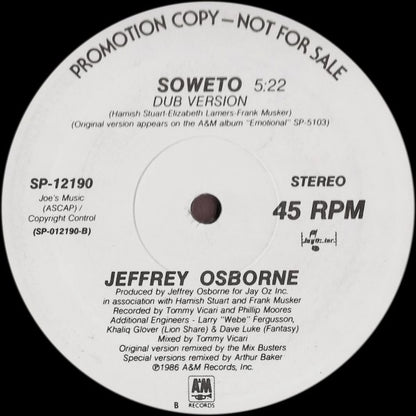 PROMOTION COPY — NOT FOR SALE
SOWETO 5:22
DUB VERSION
(Hamish Stuart-Elizabeth Lamers-Frank Musker)
(Original version appears on the A&M album "Emotional" SP-5103)
SP-12190
Joe's Music
(ASCAP) /
Copyright Control
(SP-012190-B)
STEREO
45 RPM
Jay Oz, Inc.
JEFFREY OSBORNE
Produced by Jeffrey Osborne for Jay Oz Inc.
in association with Hamish Stuart and Frank Musker
Recorded by Tommy Vicari and Phillip Moores
Additional Engineers - Larry "Webe" Fergusson,
Khaliq Glover (Lion Share) & Dave Luke (Fantasy)
Mixed by Tommy Vicari
Original version remixed by the Mix Busters
Special versions remixed by Arthur Baker
℗1986 A&M Records, Inc.
A&M
RECORDS
B